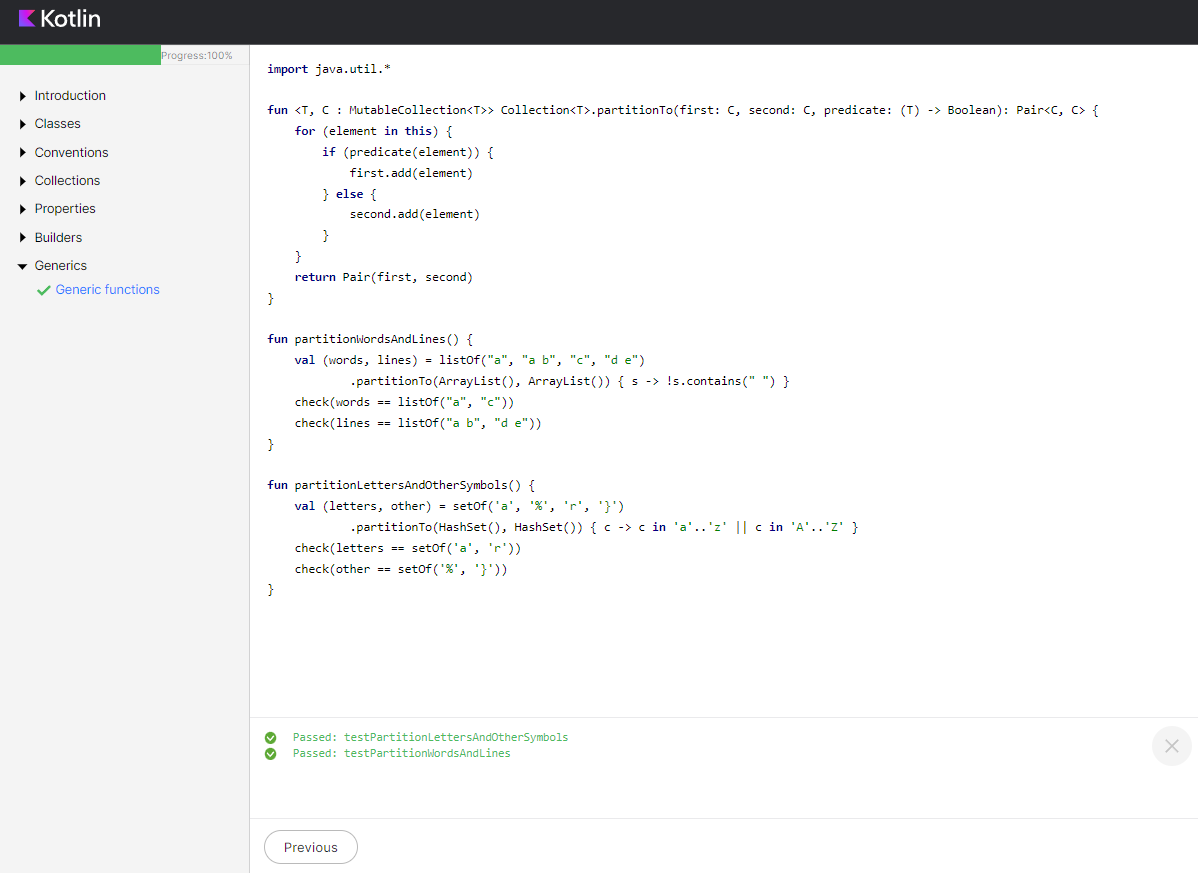 Kotlin
Progress:100%
Introduction
Classes
Conventions
Collections
Properties
Builders
Generics
Generic functions
import java.util.*
fun <T, C : MutableCollection<T>> Collection<T>.partitionTo(first: C, second: C, predicate: (T) -> Boolean): Pair<C, C> {
    for (element in this) {
        if (predicate(element)) {
            first.add(element)
        } else {
            second.add(element)
        }
    }
    return Pair(first, second)
}
fun partitionWordsAndLines() {
    val (words, lines) = listOf("a", "a b", "c", "d e")
            .partitionTo(ArrayList(), ArrayList()) { s -> !s.contains(" ") }
    check(words == listOf("a", "c"))
    check(lines == listOf("a b", "d e"))
}
fun partitionLettersAndOtherSymbols() {
    val (letters, other) = setOf('a', '%', 'r', '}')
            .partitionTo(HashSet(), HashSet()) { c -> c in 'a'..'z' || c in 'A'..'Z' }
    check(letters == setOf('a', 'r'))
    check(other == setOf('%', '}'))
}
Passed: testPartitionLettersAndOtherSymbols
Passed: testPartitionWordsAndLines
Previous